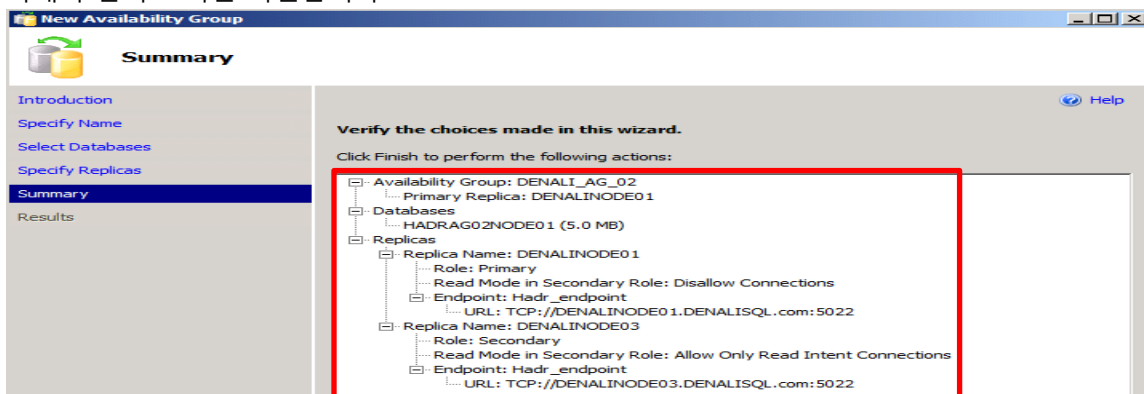 New Availability Group
Summary
Introduction
Specify Name
Select Databases
Specify Replicas
Summary
Results
Help
Verify the choices made in this wizard.
Click Finish to perform the following actions:
Availability Group: DENALI_AG_02
Primary Replica: DENALINODE01
Databases
HADRAG02NODE01 (5.0 MB)
Replicas
Replica Name: DENALINODE01
Role: Primary
Read Mode in Secondary Role: Disallow Connections
Endpoint: Hadr_endpoint
URL: TCP://DENALINODE01.DENALISQL.com:5022
Replica Name: DENALINODE03
Role: Secondary
Read Mode in Secondary Role: Allow Only Read Intent Connections
Endpoint: Hadr_endpoint
URL: TCP://DENALINODE03.DENALISQL.com:5022